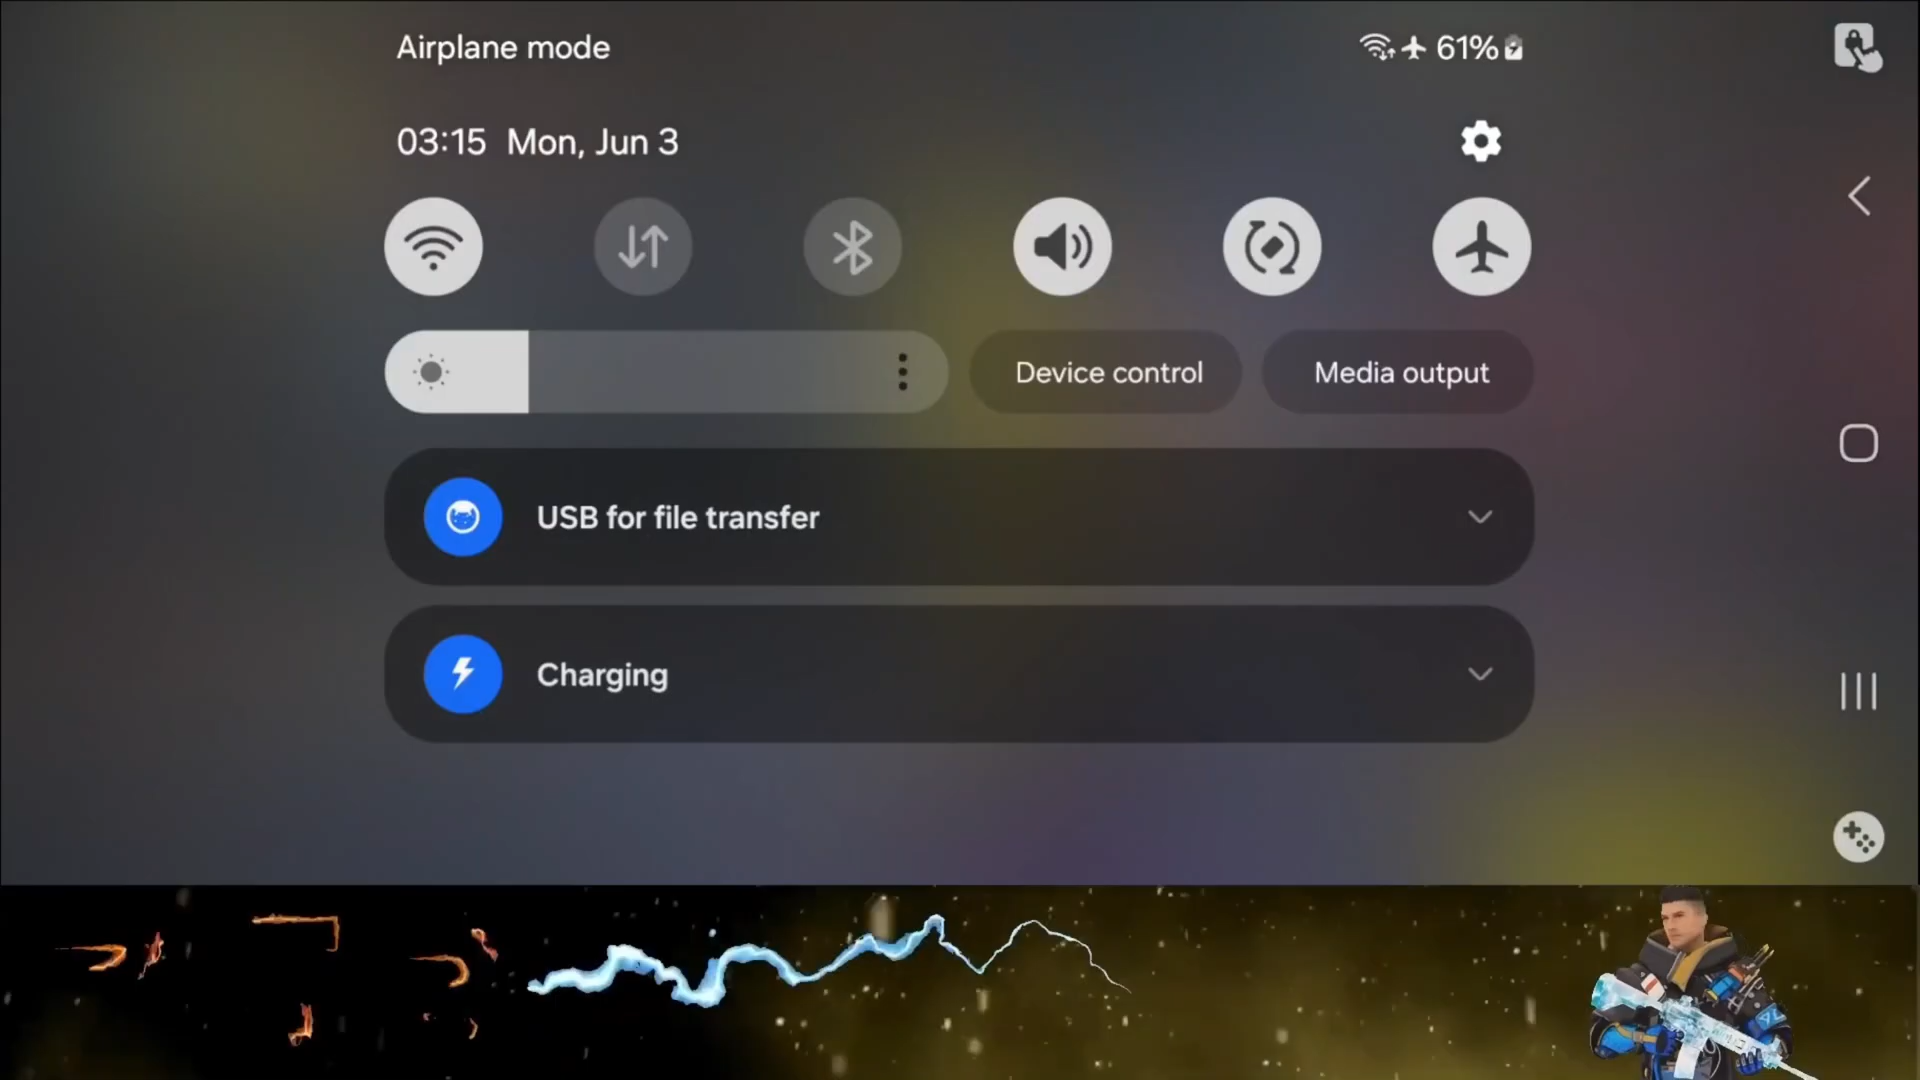 Airplane mode
61%
03:15 Mon, Jun 3
Device control
Media output
USB for file transfer
Charging